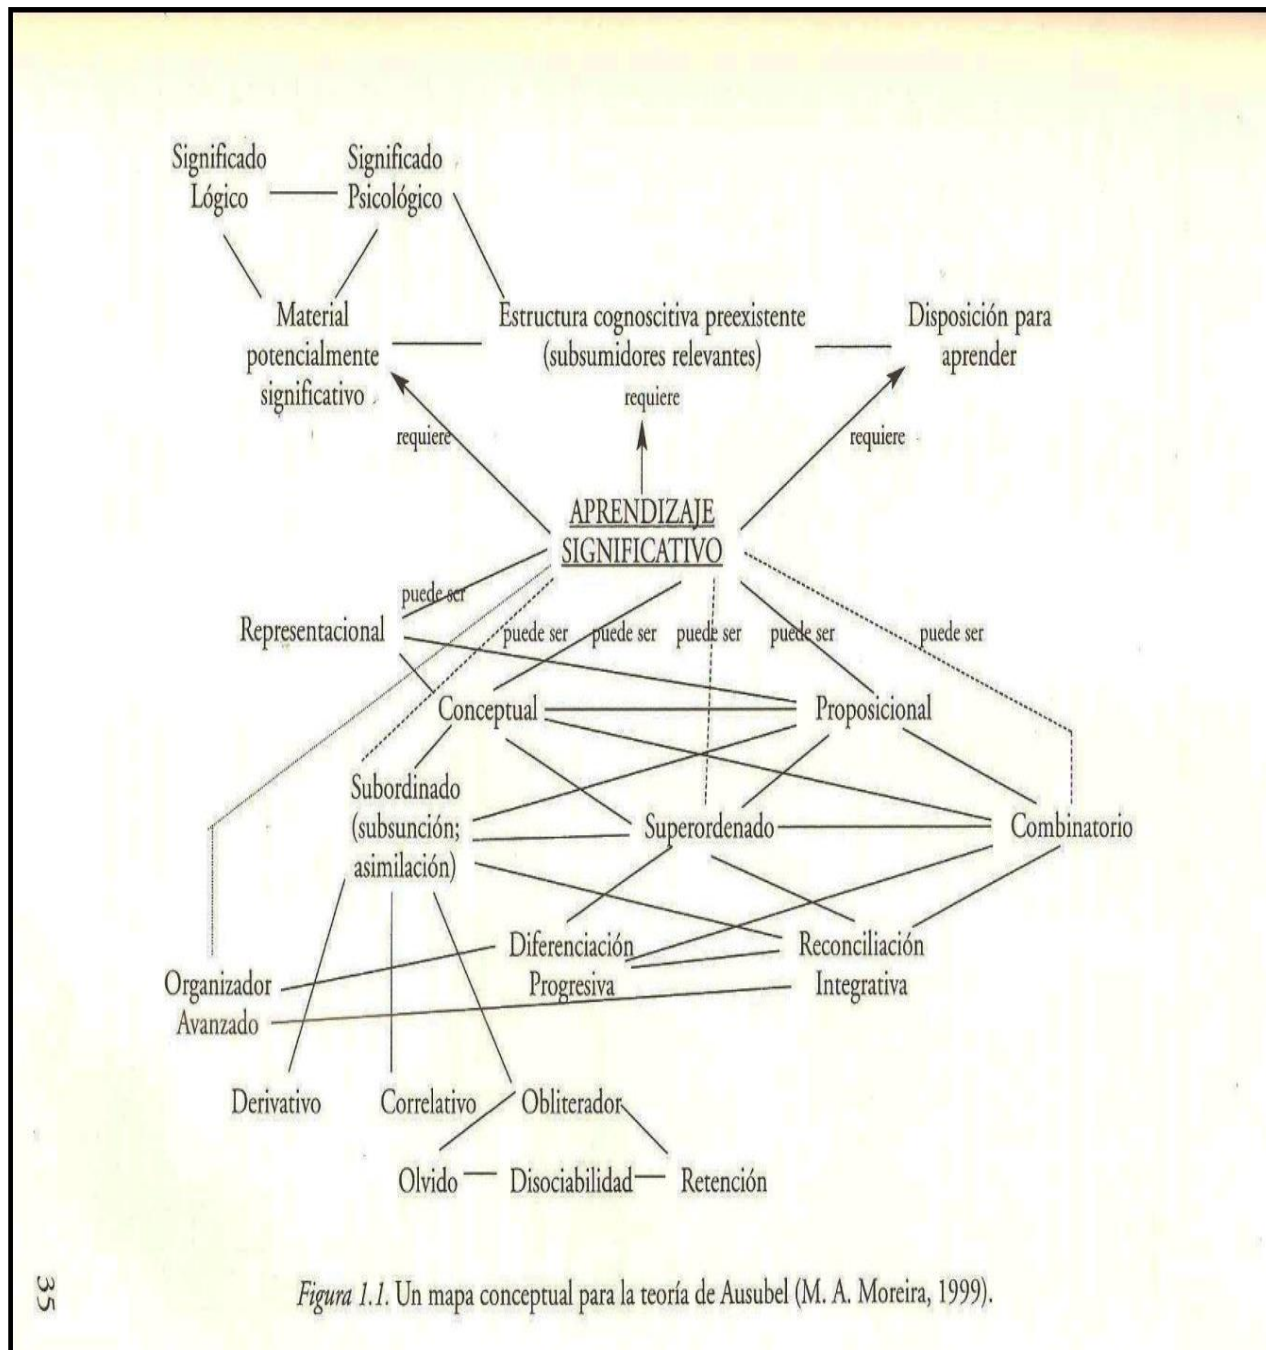 Significado
Lógico
Significado
Psicológico
Material
potencialmente
significativo
Estructura cognoscitiva preexistente
(subsumidores relevantes)
Disposición para
aprender
requiere
requiere
requiere
APRENDIZAJE
SIGNIFICATIVO
puede ser
Representacional
puede ser
puede ser
puede ser
puede ser
puede ser
Conceptual
Proposicional
Subordinado
(subsunción;
asimilación)
Superordenado
Combinatorio
Diferenciación
Progresiva
Reconciliación
Integrativa
Organizador
Avanzado
Derivativo
Correlativo
Obliterador
Olvido
Disociabilidad
Retención
35
Figura 1.1. Un mapa conceptual para la teoría de Ausubel (M. A. Moreira, 1999).